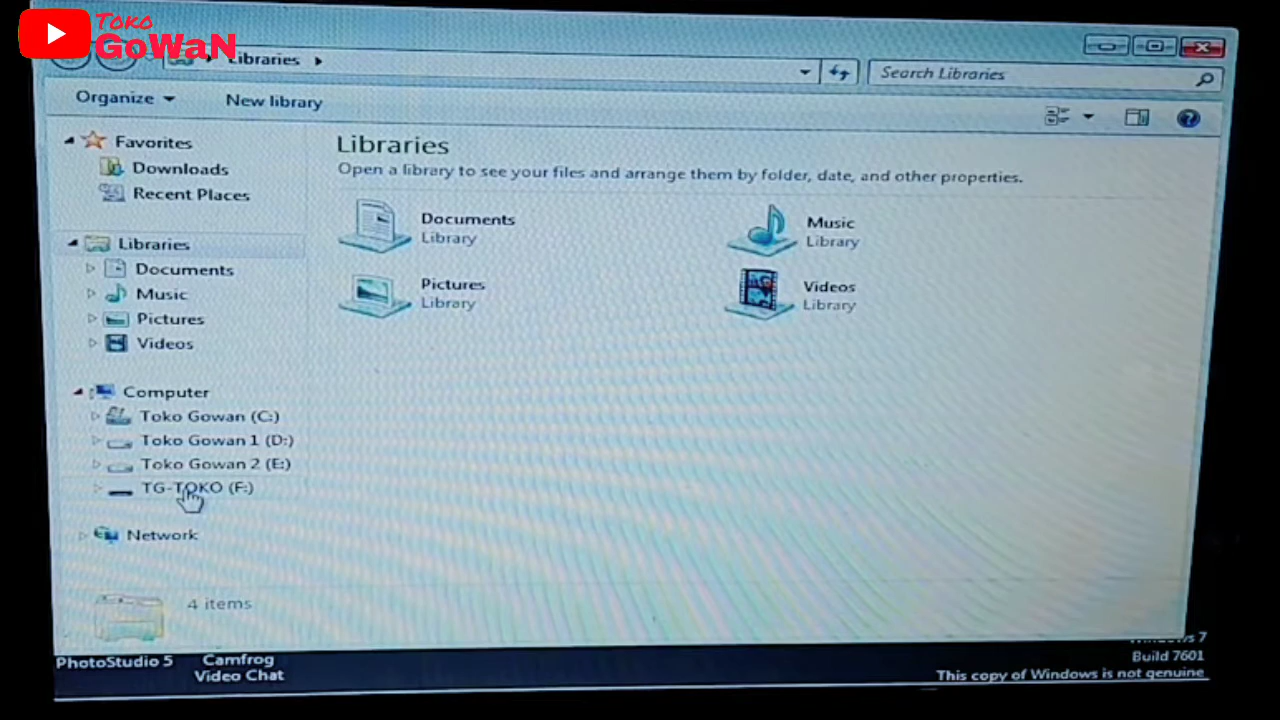 Toko
GoWaN
Libraries
Search Libraries
Organize
New library
Favorites
Downloads
Recent Places
Libraries
Documents
Music
Pictures
Videos
Computer
Toko Gowan (C:)
Toko Gowan 1 (D:)
Toko Gowan 2 (E:)
TG-TOKO (F:)
Network
Libraries
Open a library to see your files and arrange them by folder, date, and other properties.
Documents
Library
Music
Library
Pictures
Library
Videos
Library
4 items
PhotoStudio 5
Camfrog
Video Chat
Windows 7
Build 7601
This copy of Windows is not genuine